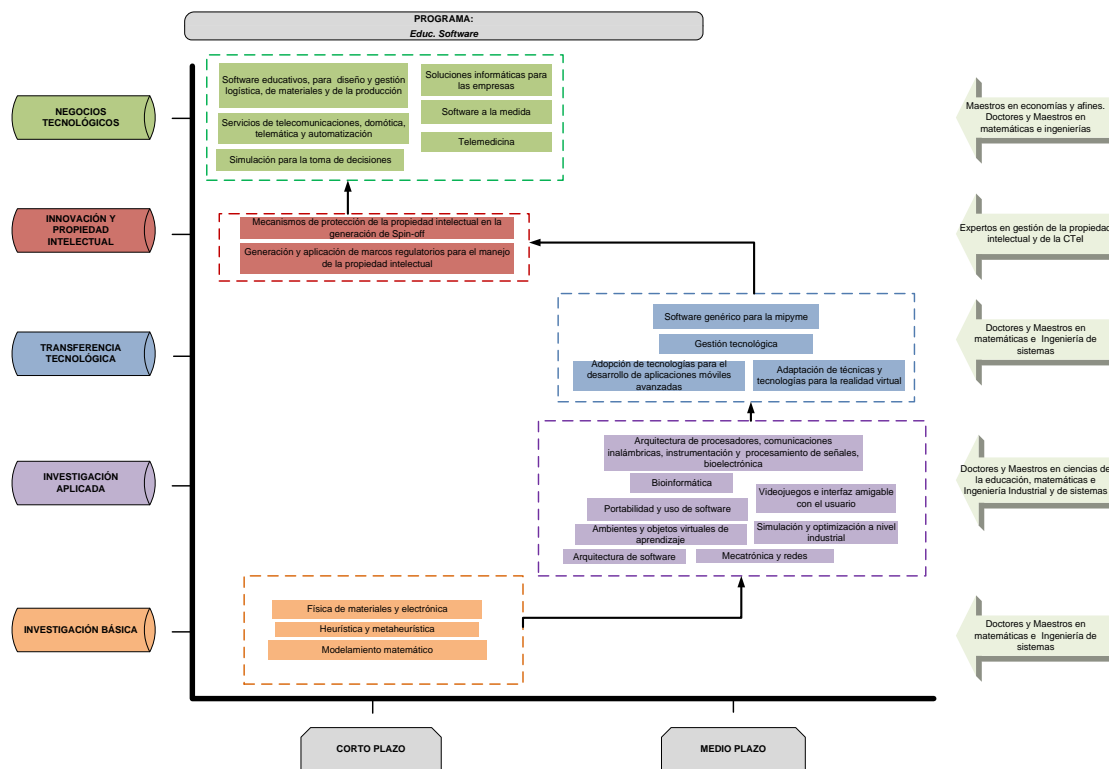 PROGRAMA:
Educ. Software
NEGOCIOS
TECNOLÓGICOS
Software educativos, para diseño y gestión
logística, de materiales y de la producción
Servicios de telecomunicaciones, domótica,
telemática y automatización
Simulación para la toma de decisiones
Soluciones informáticas para
las empresas
Software a la medida
Telemedicina
Maestros en economías y afines.
Doctores y Maestros en
matemáticas e ingenierías
INNOVACIÓN Y
PROPIEDAD
INTELECTUAL
Mecanismos de protección de la propiedad intelectual en la
generación de Spin-off
Generación y aplicación de marcos regulatorios para el manejo
de la propiedad intelectual
Expertos en gestión de la propiedad
intelectual y de la CTeI
TRANSFERENCIA
TECNOLÓGICA
Software genérico para la mipyme
Gestión tecnológica
Adopción de tecnologías para el
desarrollo de aplicaciones móviles
avanzadas
Adaptación de técnicas y
tecnologías para la realidad virtual
Doctores y Maestros en
matemáticas e Ingeniería de
sistemas
INVESTIGACIÓN
APLICADA
Arquitectura de procesadores, comunicaciones
inalámbricas, instrumentación y procesamiento de señales,
bioelectrónica
Bioinformática
Portabilidad y uso de software
Videojuegos e interfaz amigable
con el usuario
Ambientes y objetos virtuales de
aprendizaje
Simulación y optimización a nivel
industrial
Arquitectura de software
Mecatrónica y redes
Doctores y Maestros en ciencias de
la educación, matemáticas e
Ingeniería Industrial y de sistemas
INVESTIGACIÓN BÁSICA
Física de materiales y electrónica
Heurística y metaheurística
Modelamiento matemático
Doctores y Maestros en
matemáticas e Ingeniería de
sistemas
CORTO PLAZO
MEDIO PLAZO